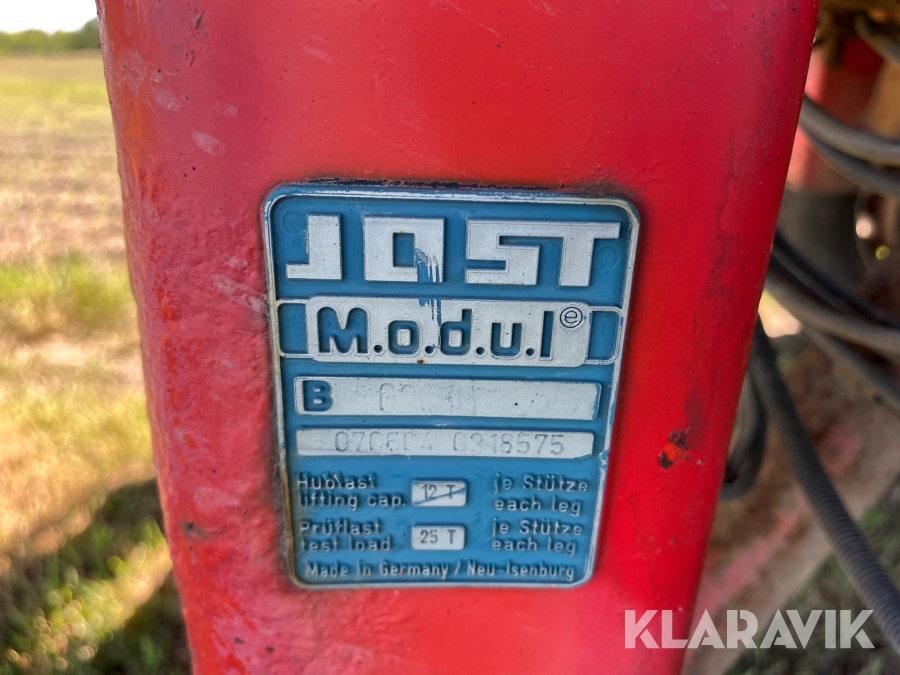 JOST
M.o.d.u.l ⓔ
B
0218575
Hublast 12 T je Stütze
lifting cap. each leg
Prüflast 25 T je Stütze
test load each leg
Made in Germany / Neu-Isenburg
KLARAVIK